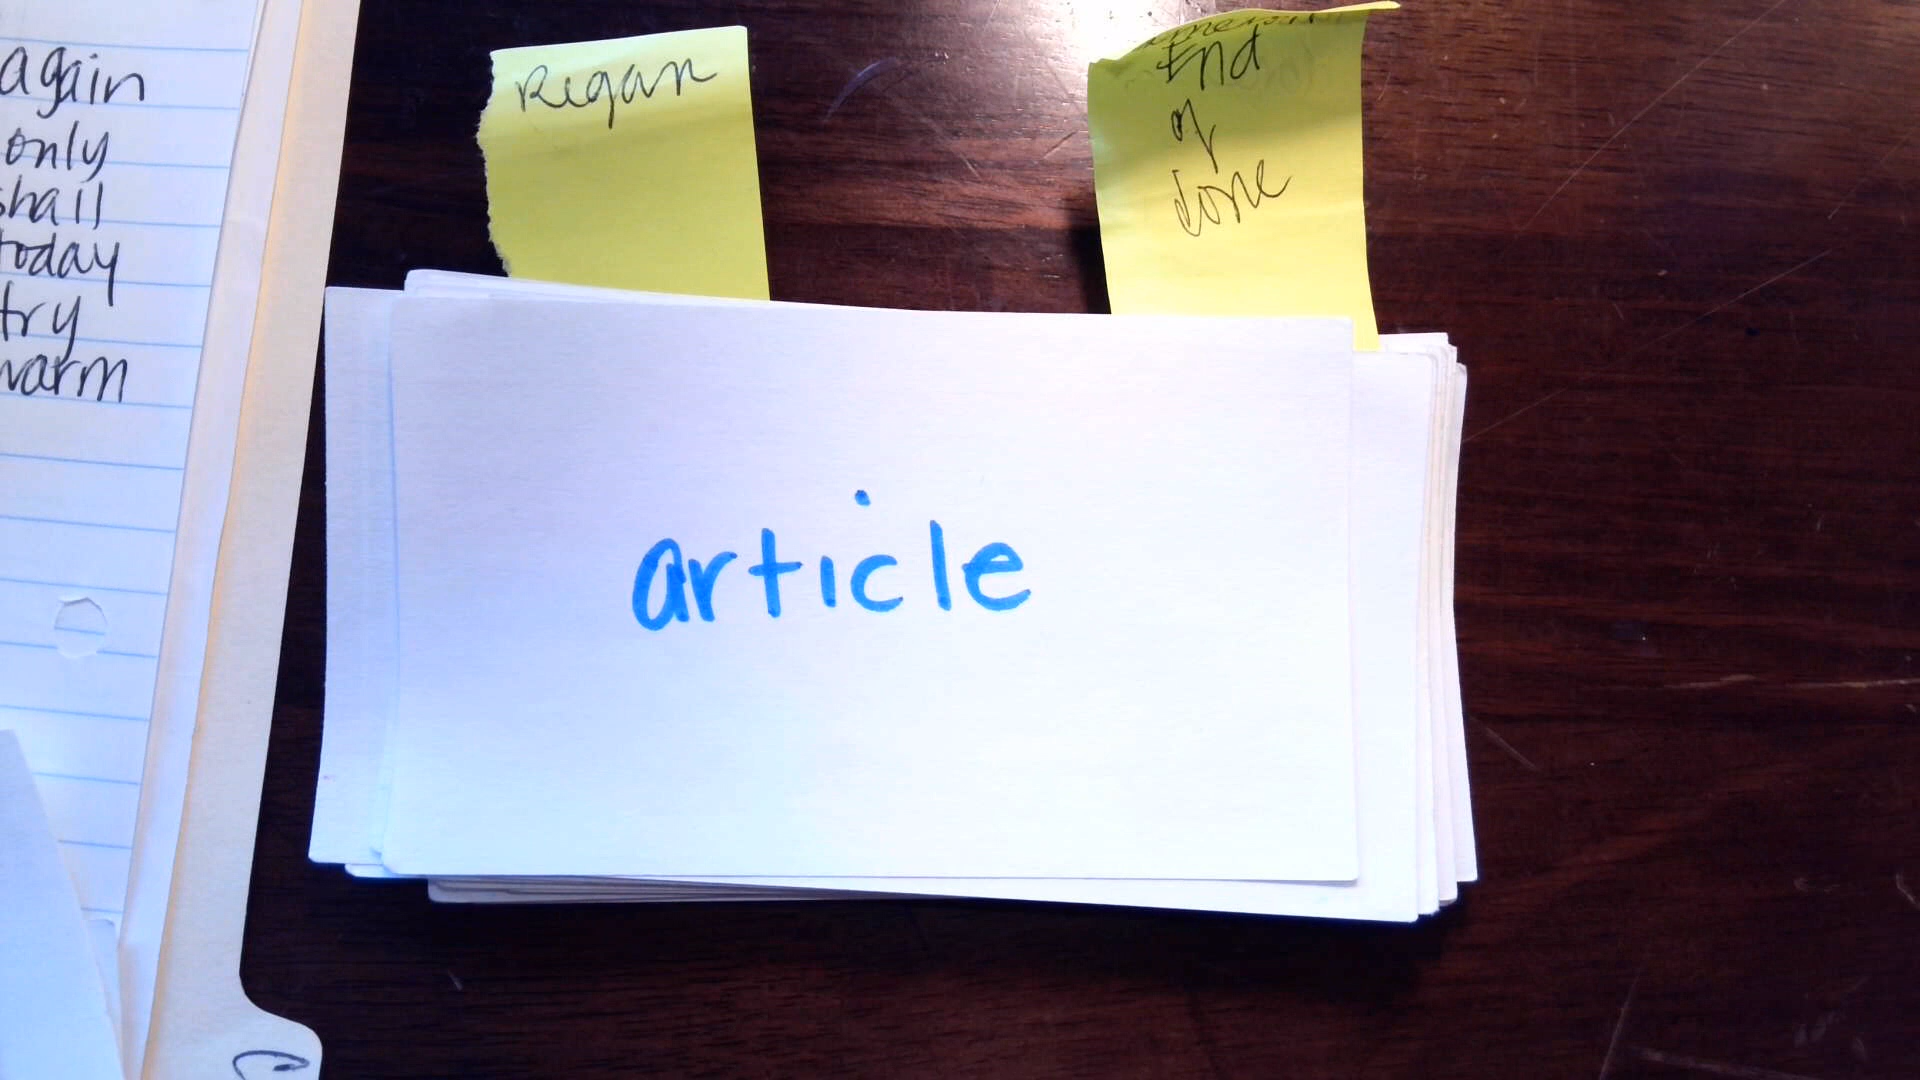 again
only
shall
today
try
warm
Regan
End
of
done
article